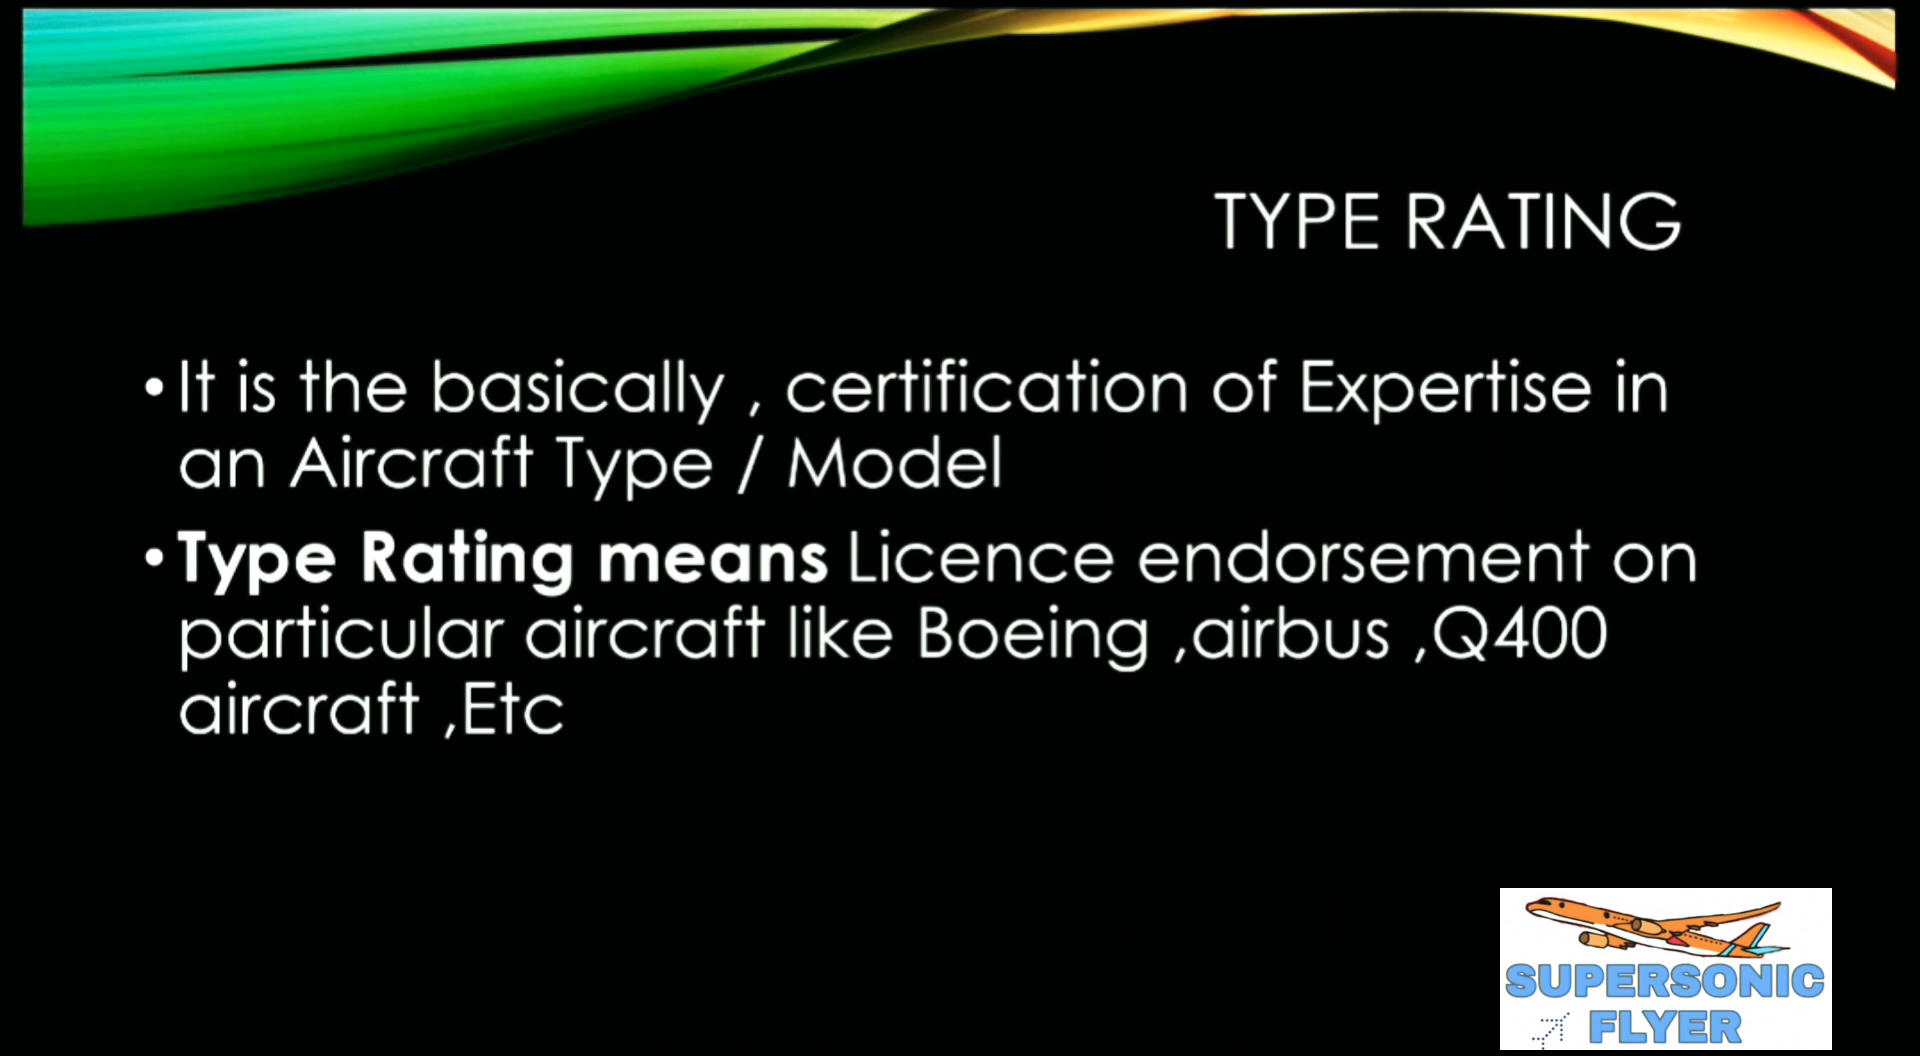 TYPE RATING
• It is the basically , certification of Expertise in
an Aircraft Type / Model
• Type Rating means Licence endorsement on
particular aircraft like Boeing ,airbus ,Q400
aircraft ,Etc
SUPERSONIC
FLYER